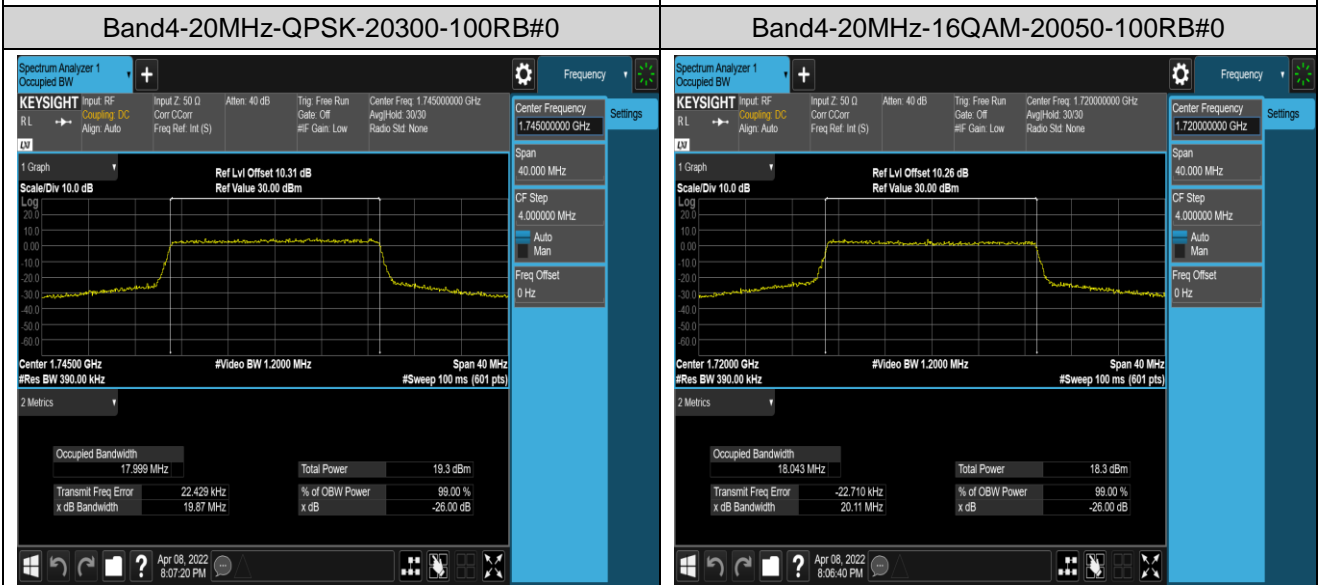 Band4-20MHz-QPSK-20300-100RB#0
Spectrum Analyzer 1
Occupied BW
+
Frequency
KEYSIGHT
RL
LXI
Input: RF
Coupling: DC
Align: Auto
Input Z: 50 Ω
Corr CCorr
Freq Ref: Int (S)
Atten: 40 dB
Trig: Free Run
Gate: Off
#IF Gain: Low
Center Freq: 1.745000000 GHz
Avg|Hold: 30/30
Radio Std: None
Center Frequency
1.745000000 GHz
Settings
Span
40.000 MHz
CF Step
4.000000 MHz
Auto
Man
Freq Offset
0 Hz
1 Graph
Scale/Div 10.0 dB
Ref Lvl Offset 10.31 dB
Ref Value 30.00 dBm
Log
20.0
10.0
0.00
-10.0
-20.0
-30.0
-40.0
-50.0
-60.0
Center 1.74500 GHz
#Video BW 1.2000 MHz
Span 40 MHz
#Res BW 390.00 kHz
#Sweep 100 ms (601 pts)
2 Metrics
Occupied Bandwidth
17.999 MHz
Total Power 19.3 dBm
Transmit Freq Error 22.429 kHz
% of OBW Power 99.00 %
x dB Bandwidth 19.87 MHz
x dB -26.00 dB
?
Apr 08, 2022
8:07:20 PM
Band4-20MHz-16QAM-20050-100RB#0
Spectrum Analyzer 1
Occupied BW
+
Frequency
KEYSIGHT
RL
LXI
Input: RF
Coupling: DC
Align: Auto
Input Z: 50 Ω
Corr CCorr
Freq Ref: Int (S)
Atten: 40 dB
Trig: Free Run
Gate: Off
#IF Gain: Low
Center Freq: 1.720000000 GHz
Avg|Hold: 30/30
Radio Std: None
Center Frequency
1.720000000 GHz
Settings
Span
40.000 MHz
CF Step
4.000000 MHz
Auto
Man
Freq Offset
0 Hz
1 Graph
Scale/Div 10.0 dB
Ref Lvl Offset 10.26 dB
Ref Value 30.00 dBm
Log
20.0
10.0
0.00
-10.0
-20.0
-30.0
-40.0
-50.0
-60.0
Center 1.72000 GHz
#Video BW 1.2000 MHz
Span 40 MHz
#Res BW 390.00 kHz
#Sweep 100 ms (601 pts)
2 Metrics
Occupied Bandwidth
18.043 MHz
Total Power 18.3 dBm
Transmit Freq Error -22.710 kHz
% of OBW Power 99.00 %
x dB Bandwidth 20.11 MHz
x dB -26.00 dB
?
Apr 08, 2022
8:06:40 PM